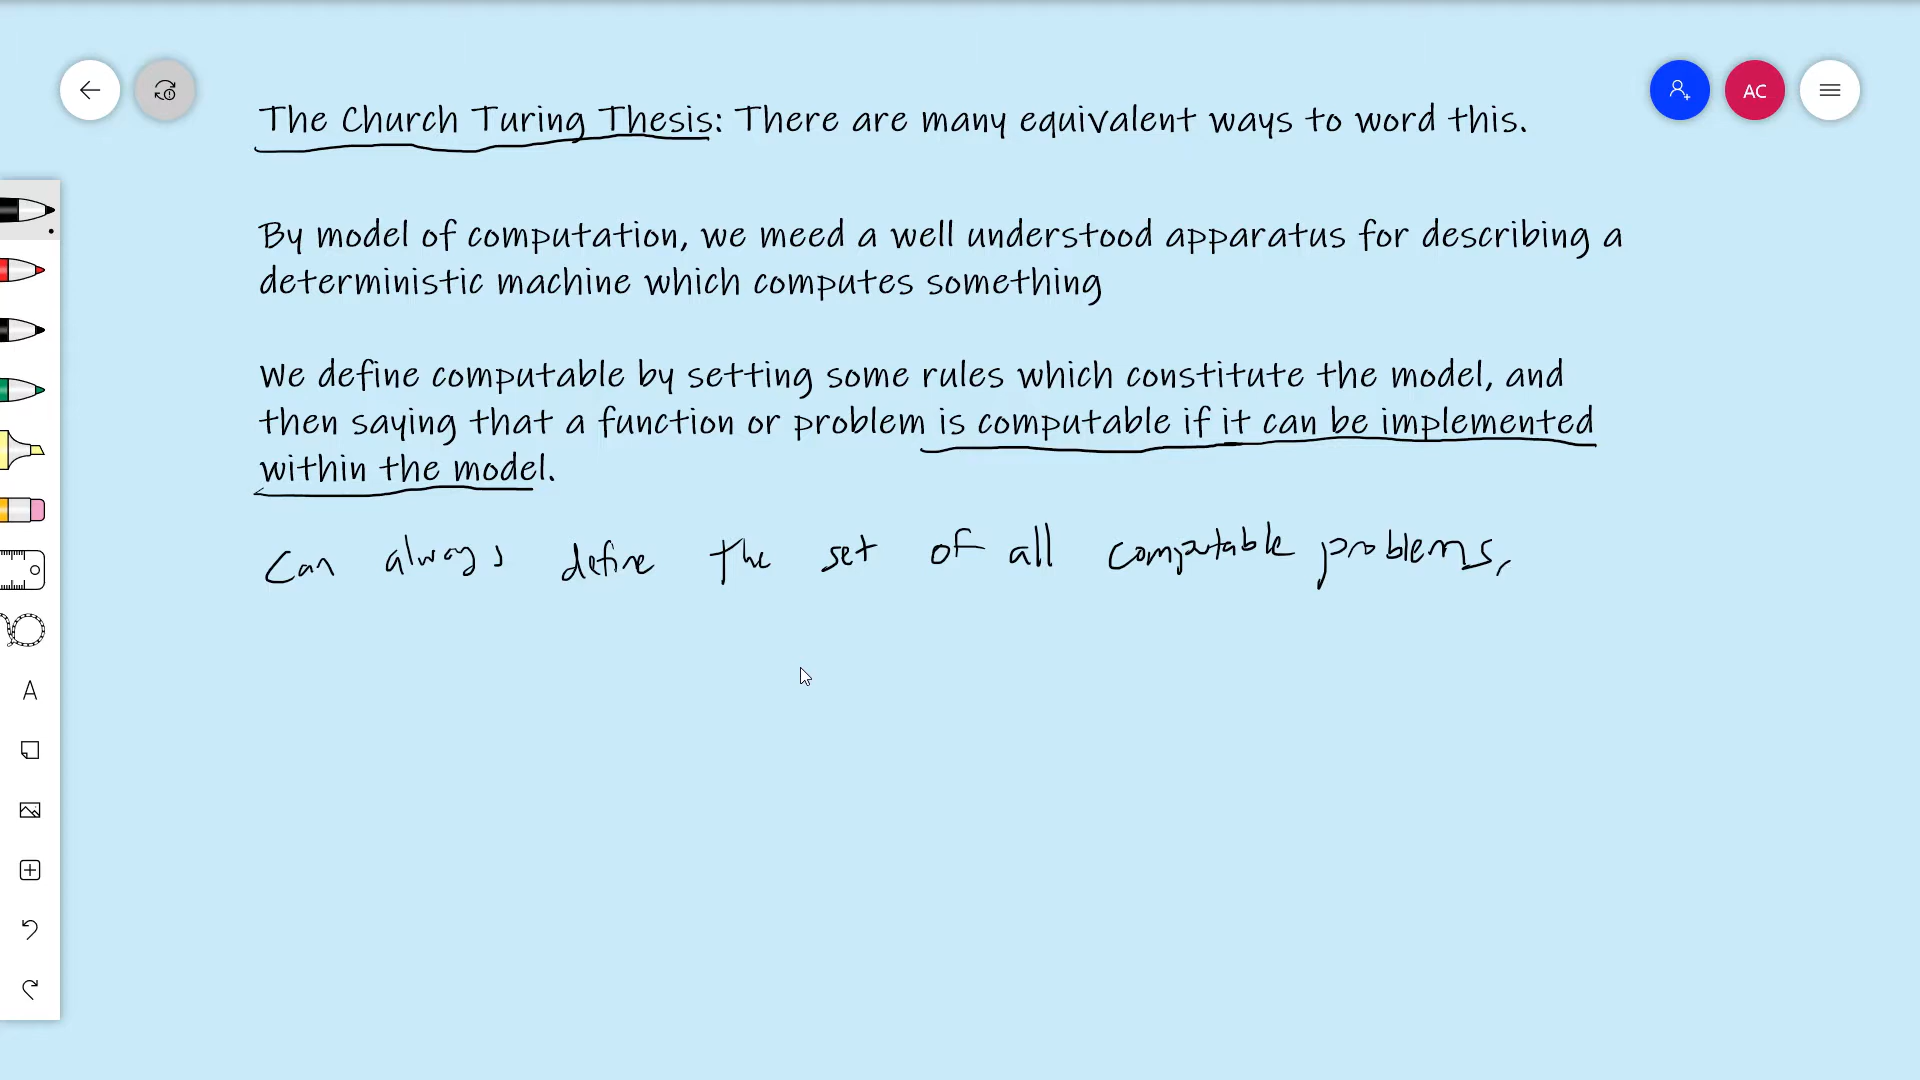 The Church Turing Thesis: There are many equivalent ways to word this.
AC
By model of computation, we meed a well understood apparatus for describing a
deterministic machine which computes something
We define computable by setting some rules which constitute the model, and
then saying that a function or problem is computable if it can be implemented
within the model.
Can always define the set of all computable problems,
A